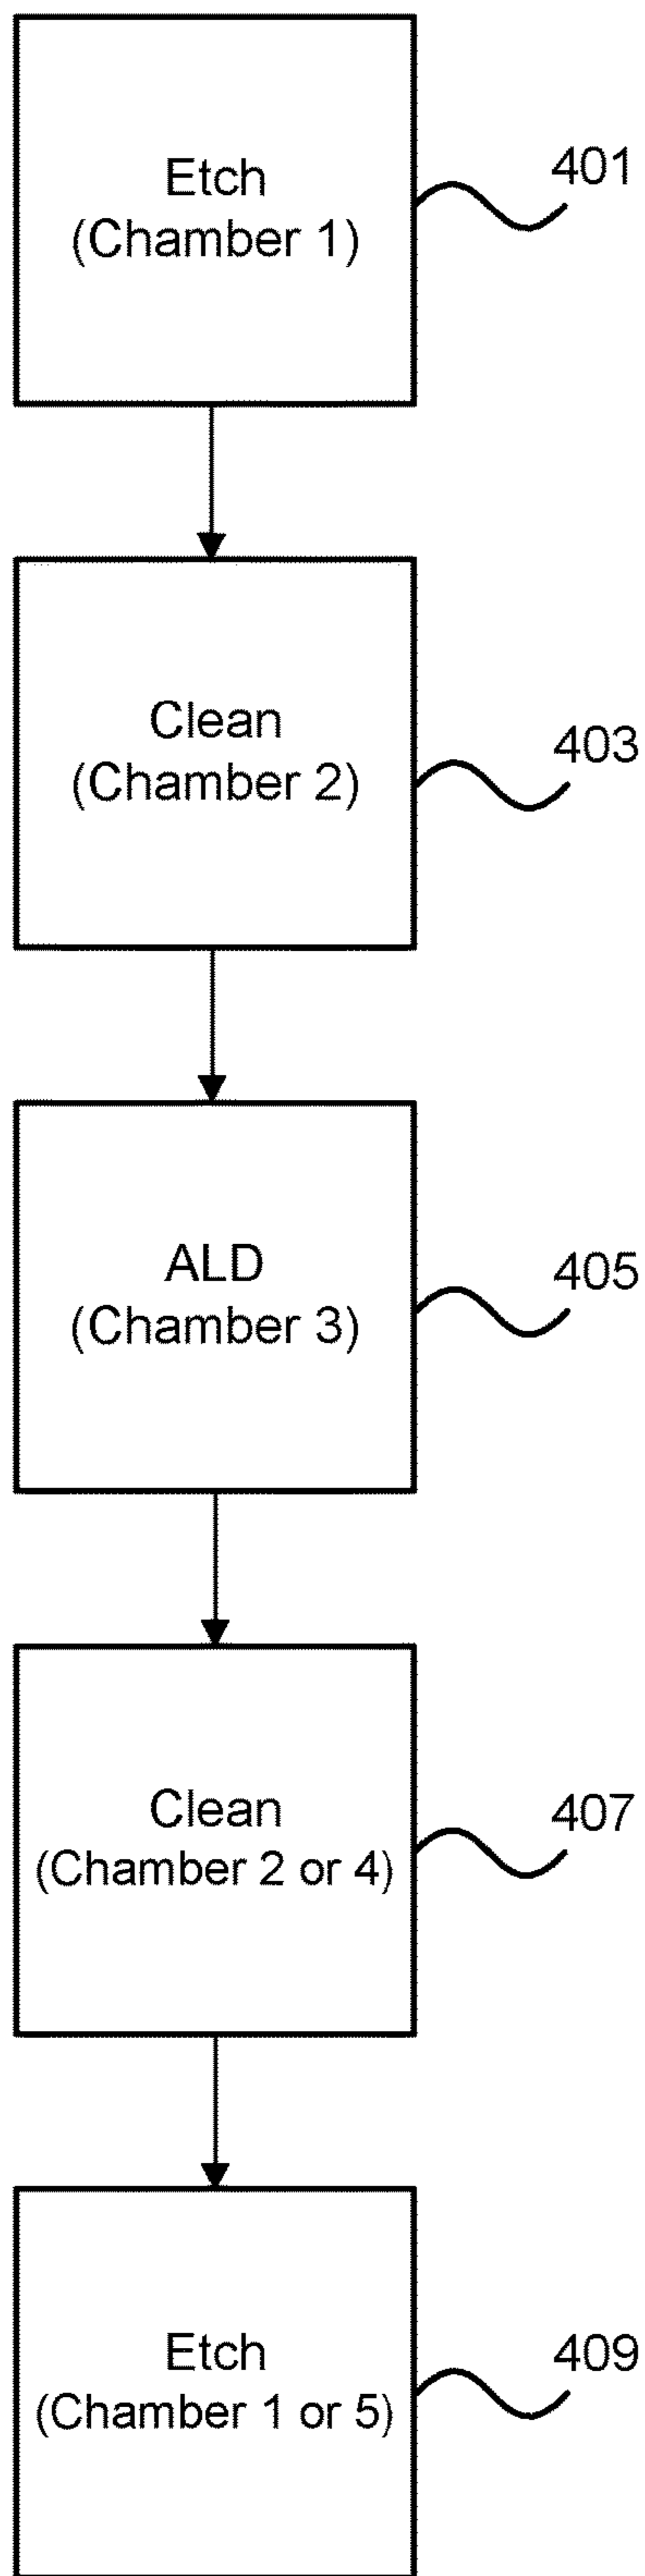 Etch
(Chamber 1)
401
Clean
(Chamber 2)
403
ALD
(Chamber 3)
405
Clean
(Chamber 2 or 4)
407
Etch
(Chamber 1 or 5)
409